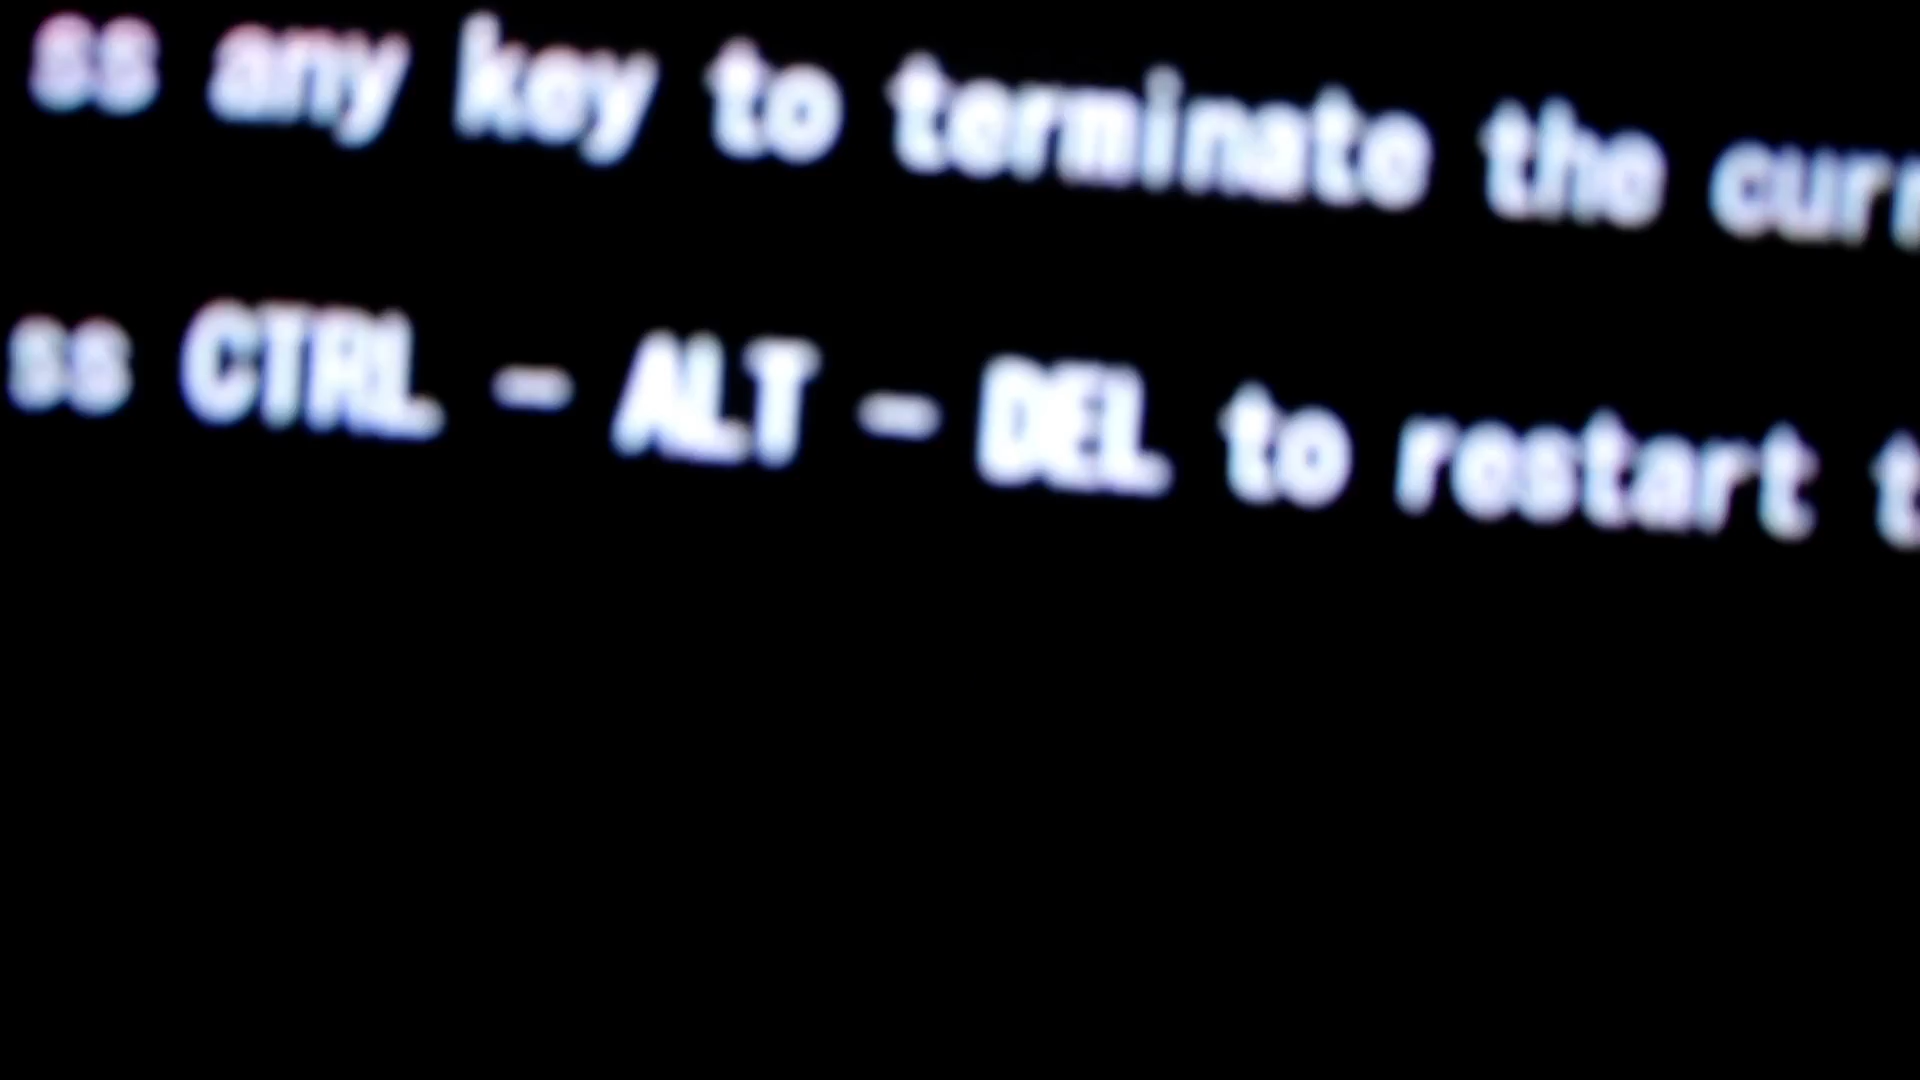 ss any key to terminate the curr
ss CTRL - ALT - DEL to restart t